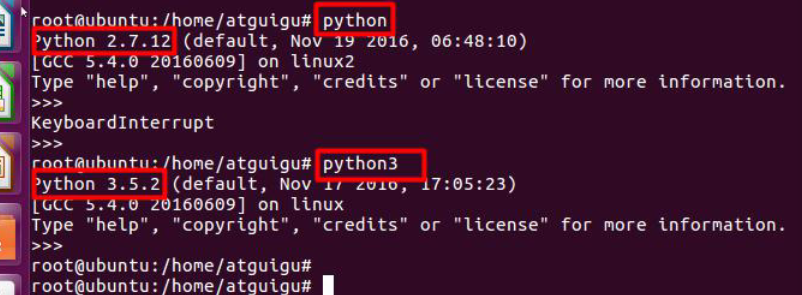 root@ubuntu:/home/atguigu# python
Python 2.7.12 (default, Nov 19 2016, 06:48:10)
[GCC 5.4.0 20160609] on linux2
Type "help", "copyright", "credits" or "license" for more information.
>>>
KeyboardInterrupt
>>>
root@ubuntu:/home/atguigu# python3
Python 3.5.2 (default, Nov 17 2016, 17:05:23)
[GCC 5.4.0 20160609] on linux
Type "help", "copyright", "credits" or "license" for more information.
>>>
root@ubuntu:/home/atguigu#
root@ubuntu:/home/atguigu#